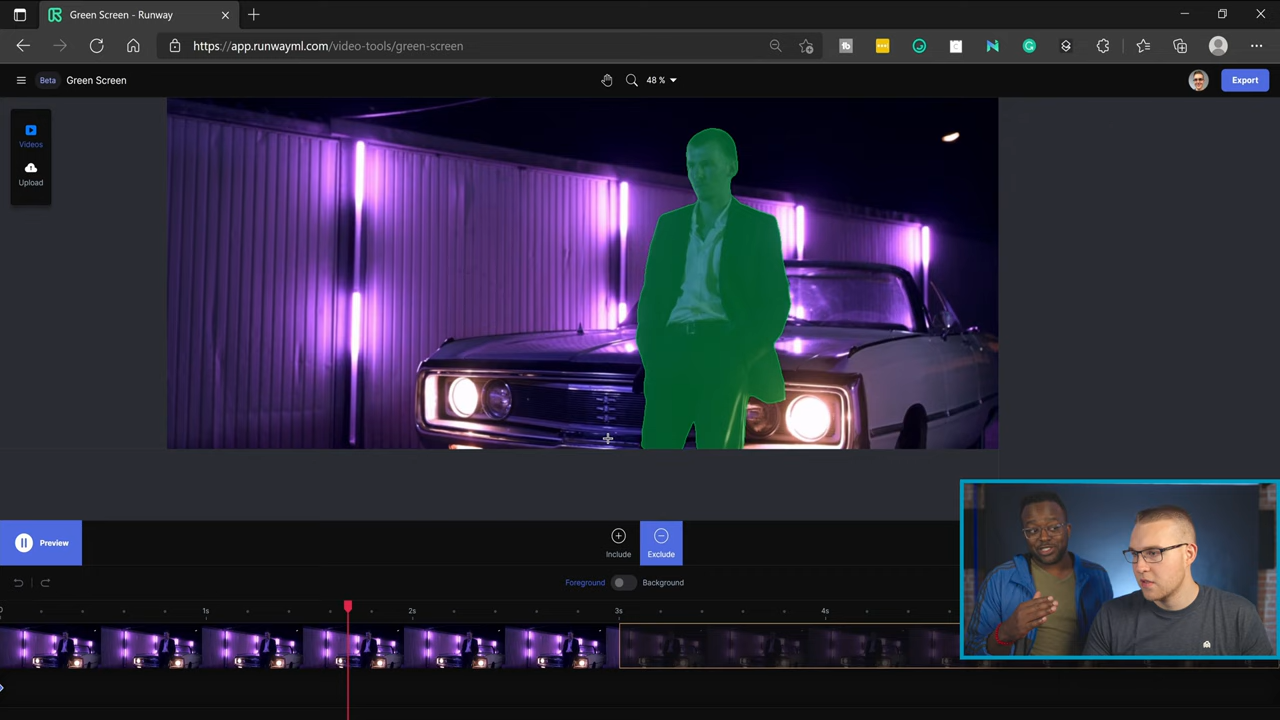 Green Screen - Runway
https://app.runwayml.com/video-tools/green-screen
Beta
Green Screen
48 %
Export
Videos
Upload
Preview
Include
Exclude
Foreground
Background
0
1s
2s
3s
4s